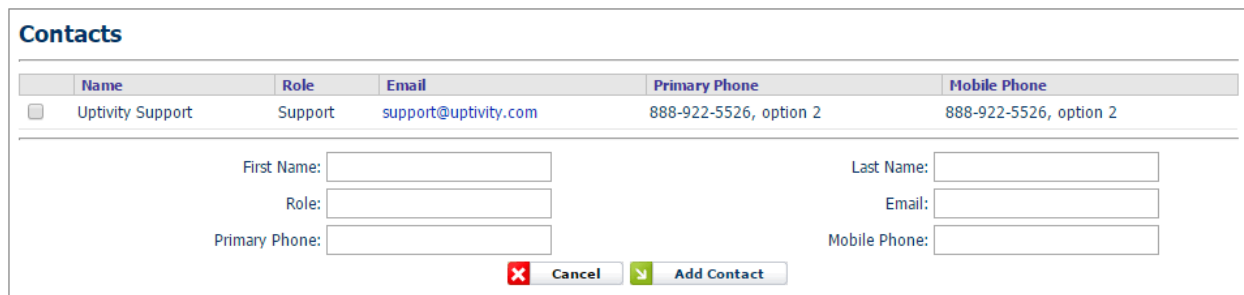 Contacts
Name Role Email Primary Phone Mobile Phone
Uptivity Support Support support@uptivity.com 888-922-5526, option 2 888-922-5526, option 2
First Name: Last Name:
Role: Email:
Primary Phone: Mobile Phone:
Cancel Add Contact